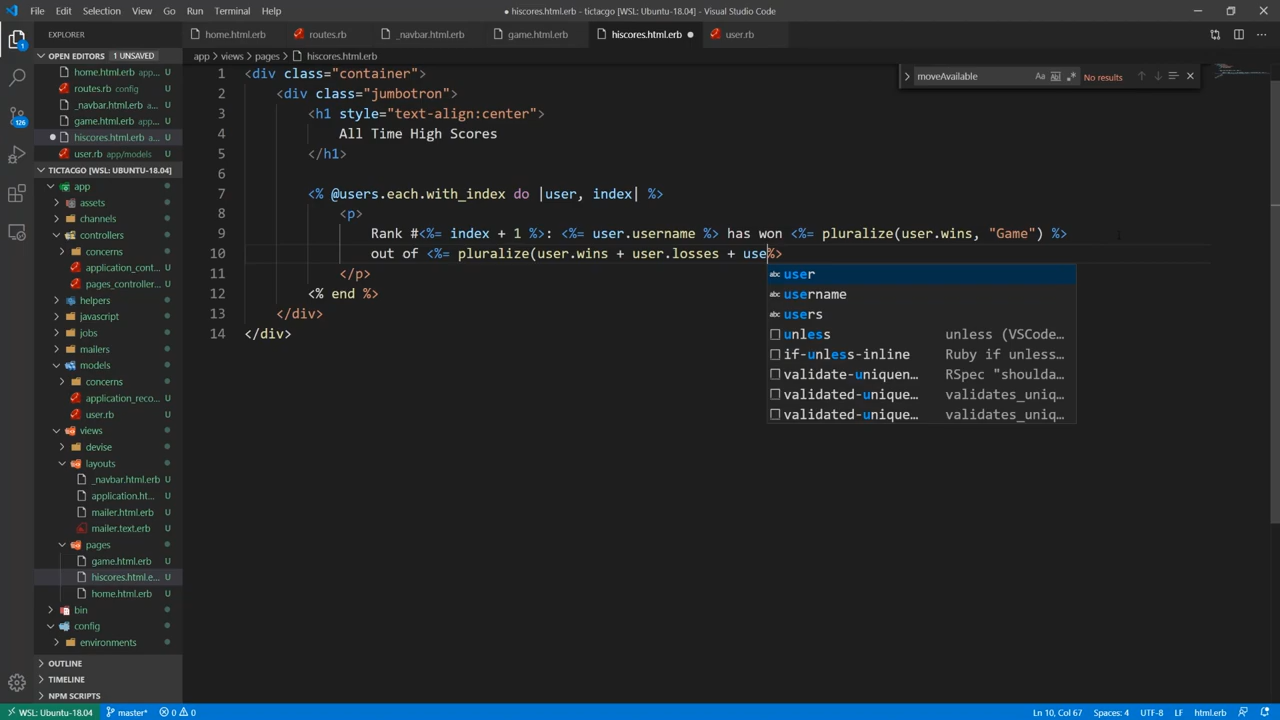 File Edit Selection View Go Run Terminal Help
● hiscores.html.erb - tictacgo [WSL: Ubuntu-18.04] - Visual Studio Code
EXPLORER
home.html.erb routes.rb _navbar.html.erb game.html.erb hiscores.html.erb ● user.rb
OPEN EDITORS 1 UNSAVED
home.html.erb app...
routes.rb config U
_navbar.html.erb a... U
game.html.erb ap... U
hiscores.html.erb a... U
user.rb app/models U
TICTACGO [WSL: UBUNTU-18.04]
app
assets
channels
controllers
concerns
application_cont... U
pages_controller... U
helpers
javascript
jobs
mailers
models
concerns
application_reco... U
user.rb U
views
devise
layouts
_navbar.html.erb U
application.ht... U
mailer.html.erb U
mailer.text.erb U
pages
game.html.erb U
hiscores.html.e... U
home.html.erb U
bin
config
environments
OUTLINE
TIMELINE
NPM SCRIPTS
1
126
app > views > pages > hiscores.html.erb
moveAvailable Aa No results
1 <div class="container">
2 <div class="jumbotron">
3 <h1 style="text-align:center">
4 All Time High Scores
5 </h1>
6
7 <% @users.each.with_index do |user, index| %>
8 <p>
9 Rank #<%= index + 1 %>: <%= user.username %> has won <%= pluralize(user.wins, "Game") %>
10 out of <%= pluralize(user.wins + user.losses + use%>
11 </p>
12 <% end %>
13 </div>
14 </div>
abc user
abc username
abc users
unless unless (VSCode…
if-unless-inline Ruby if unless…
validate-uniquen… RSpec "shoulda…
validated-unique… validates_uniq…
validated-unique… validates_uniq…
WSL: Ubuntu-18.04 master* 0 0 Ln 10, Col 67 Spaces: 4 UTF-8 LF html.erb